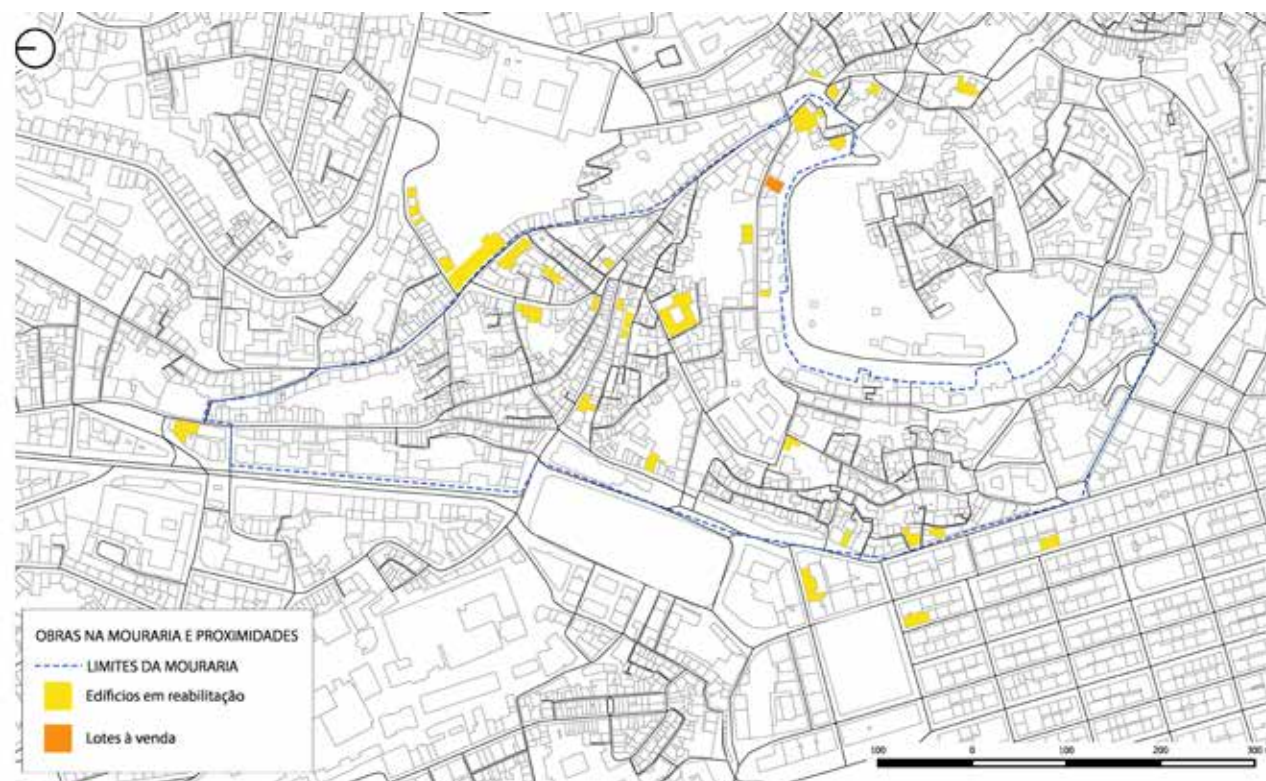 OBRAS NA MOURARIA E PROXIMIDADES
LIMITES DA MOURARIA
Edifícios em reabilitação
Lotes à venda
100 0 100 200 300